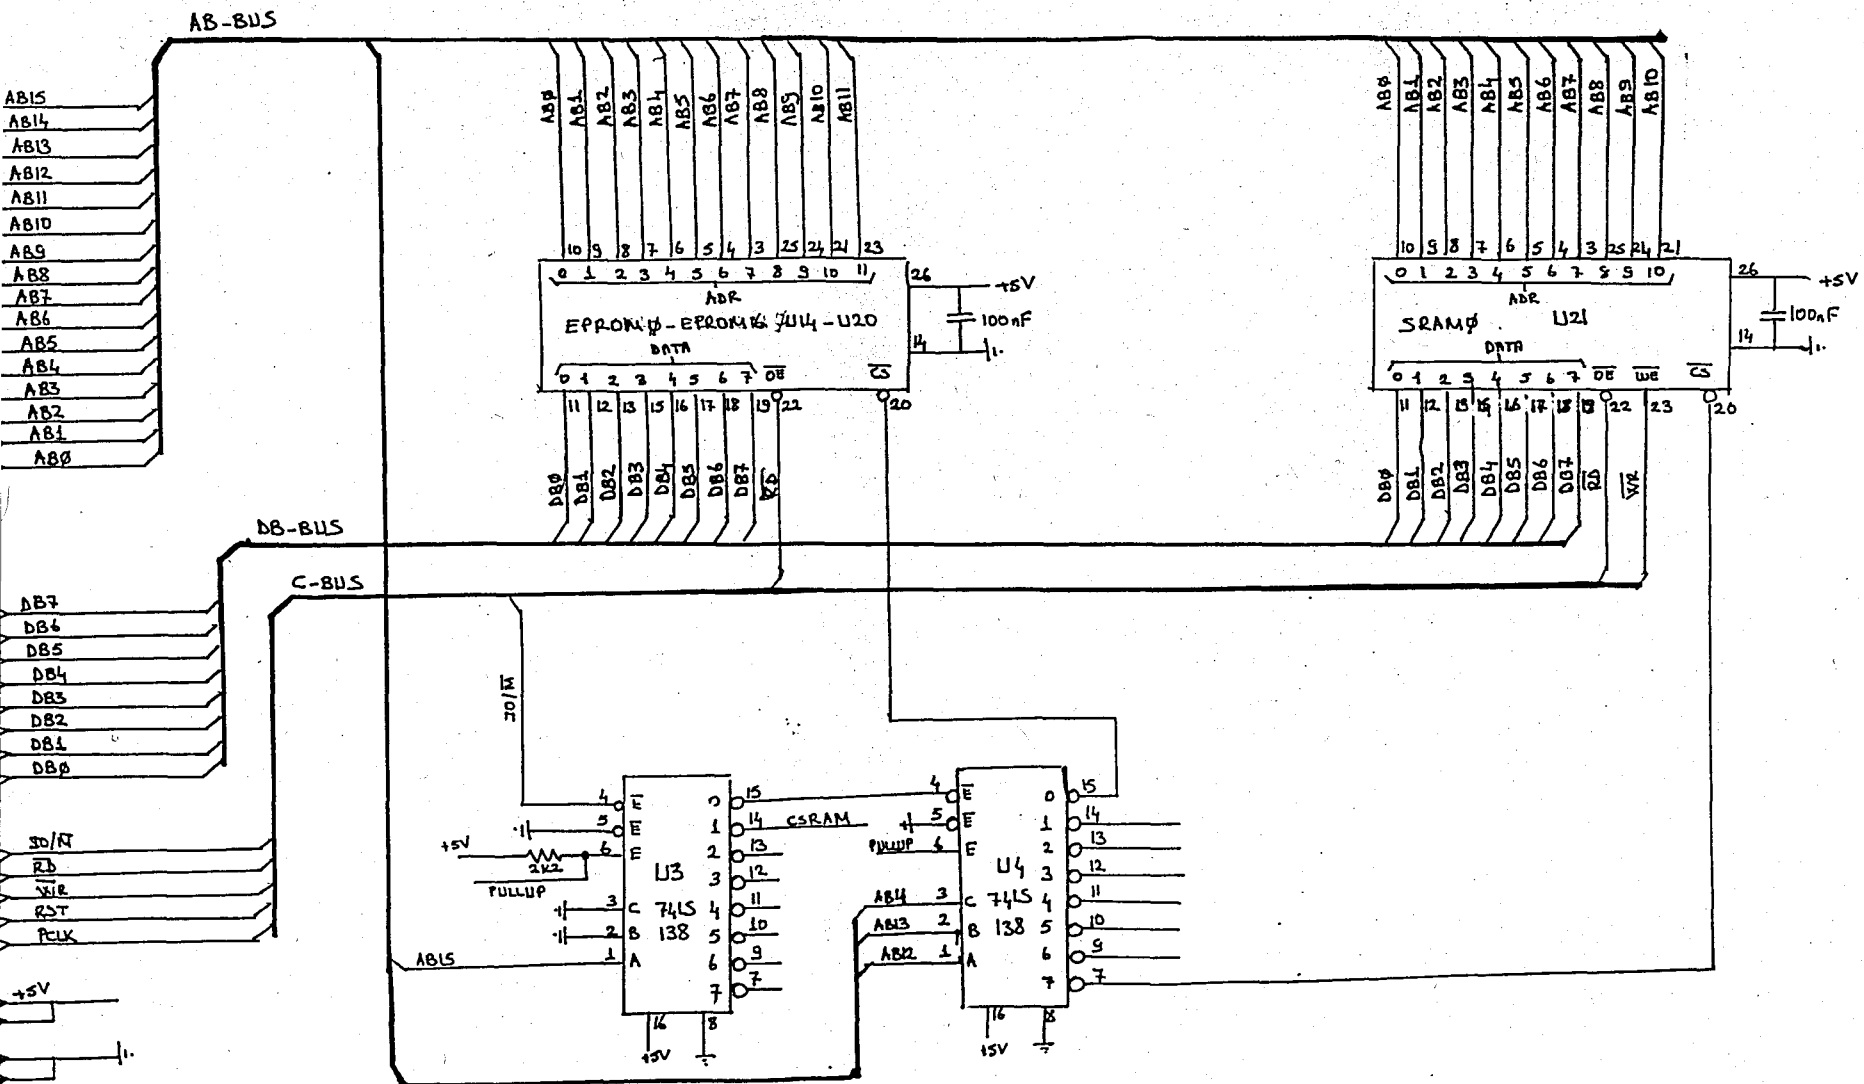 AB-BUS
AB15
AB14
AB13
AB12
AB11
AB10
AB9
AB8
AB7
AB6
AB5
AB4
AB3
AB2
AB1
ABØ
ABØ AB1 AB2 AB3 AB4 AB5 AB6 AB7 AB8 AB9 AB10 AB11
ABØ AB1 AB2 AB3 AB4 AB5 AB6 AB7 AB8 AB9 AB10
10 9 8 7 6 5 4 3 25 24 21 23
0 1 2 3 4 5 6 7 8 9 10 11
ADR
26
+5V
100nF
14
EPROMØ-EPROM6 U14-U20
DATA
0 1 2 3 4 5 6 7 OE CS
11 12 13 15 16 17 18 19 22 20
DBØ DB1 DB2 DB3 DB4 DB5 DB6 DB7 RD
10 9 8 7 6 5 4 3 25 24 21
0 1 2 3 4 5 6 7 8 9 10
ADR
26
+5V
100nF
14
SRAMØ U21
DATA
0 1 2 3 4 5 6 7 OE WE CS
11 12 13 15 16 17 18 19 22 23 20
DBØ DB1 DB2 DB3 DB4 DB5 DB6 DB7 RD WR
DB-BUS
C-BUS
DB7
DB6
DB5
DB4
DB3
DB2
DB1
DBØ
IO/M
RD
WR
RST
PCLK
+5V
IO/M
4 E
5 E
+5V 2K2 6 E
PULLUP
3 C
2 B
AB15 1 A
U3
74LS
138
0 15
1 14 CSRAM
2 13
3 12
4 11
5 10
6 9
7 7
16 8
+5V
4 E
5 E
PULLUP 6 E
AB14 3 C
AB13 2 B
AB12 1 A
U4
74LS
138
0 15
1 14
2 13
3 12
4 11
5 10
6 9
7 7
16 8
+5V